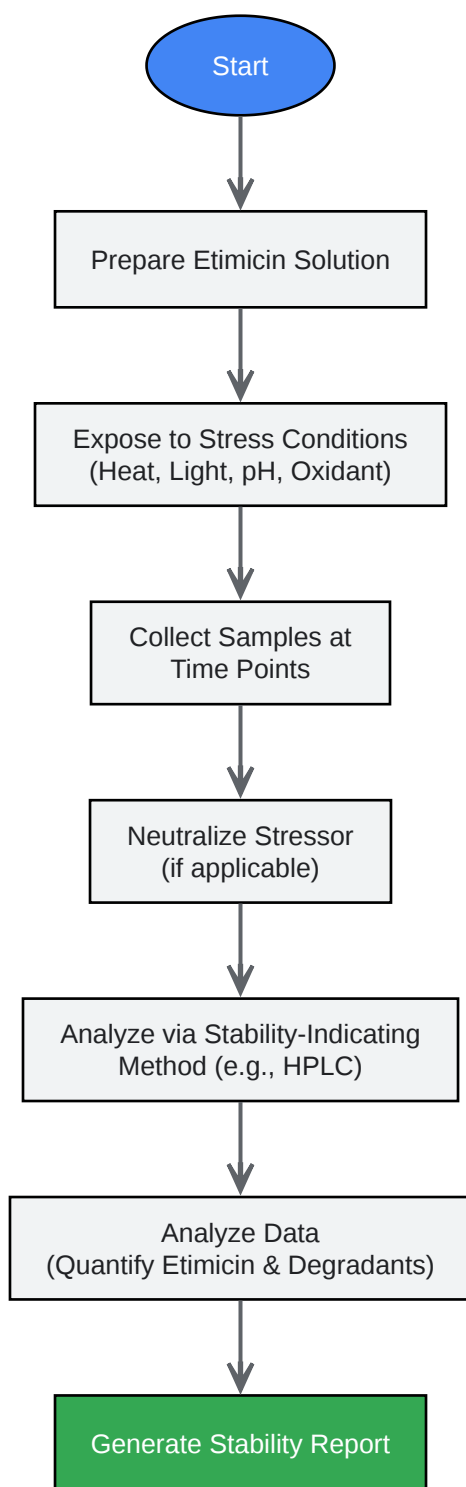 Start
Prepare Etimicin Solution
Expose to Stress Conditions
(Heat, Light, pH, Oxidant)
Collect Samples at
Time Points
Neutralize Stressor
(if applicable)
Analyze via Stability-Indicating
Method (e.g., HPLC)
Analyze Data
(Quantify Etimicin & Degradants)
Generate Stability Report